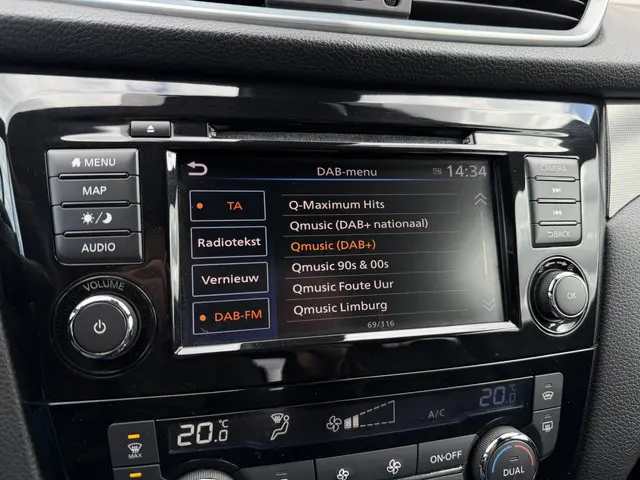 DAB-menu
14:34
MENU
MAP
AUDIO
VOLUME
TA
Radiotekst
Vernieuw
DAB-FM
Q-Maximum Hits
Qmusic (DAB+ nationaal)
Qmusic (DAB+)
Qmusic 90s & 00s
Qmusic Foute Uur
Qmusic Limburg
69/116
CAMERA
BACK
OK
20.0 °C
A/C
20.0 °C
MAX
ON·OFF
DUAL